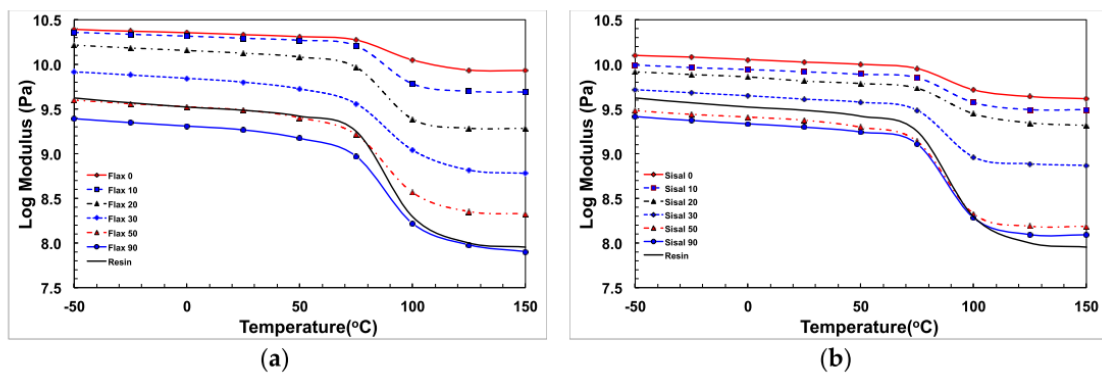 (a)
Log Modulus (Pa)
10.5
10.0
9.5
9.0
8.5
8.0
7.5
Flax 0
Flax 10
Flax 20
Flax 30
Flax 50
Flax 90
Resin
-50 0 50 100 150
Temperature(°C)
(b)
Log Modulus (Pa)
10.5
10.0
9.5
9.0
8.5
8.0
7.5
Sisal 0
Sisal 10
Sisal 20
Sisal 30
Sisal 50
Sisal 90
Resin
-50 0 50 100 150
Temperature(°C)
(a)
(b)